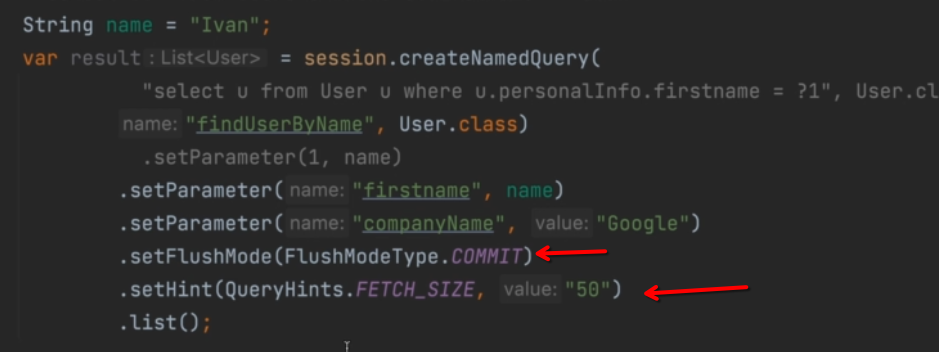 String name = "Ivan";
var result : List<User> = session.createNamedQuery(
"select u from User u where u.personalInfo.firstname = ?1", User.cl
name: "findUserByName", User.class)
.setParameter(1, name)
.setParameter( name: "firstname", name)
.setParameter( name: "companyName", value: "Google")
.setFlushMode(FlushModeType.COMMIT)
.setHint(QueryHints.FETCH_SIZE, value: "50")
.list();